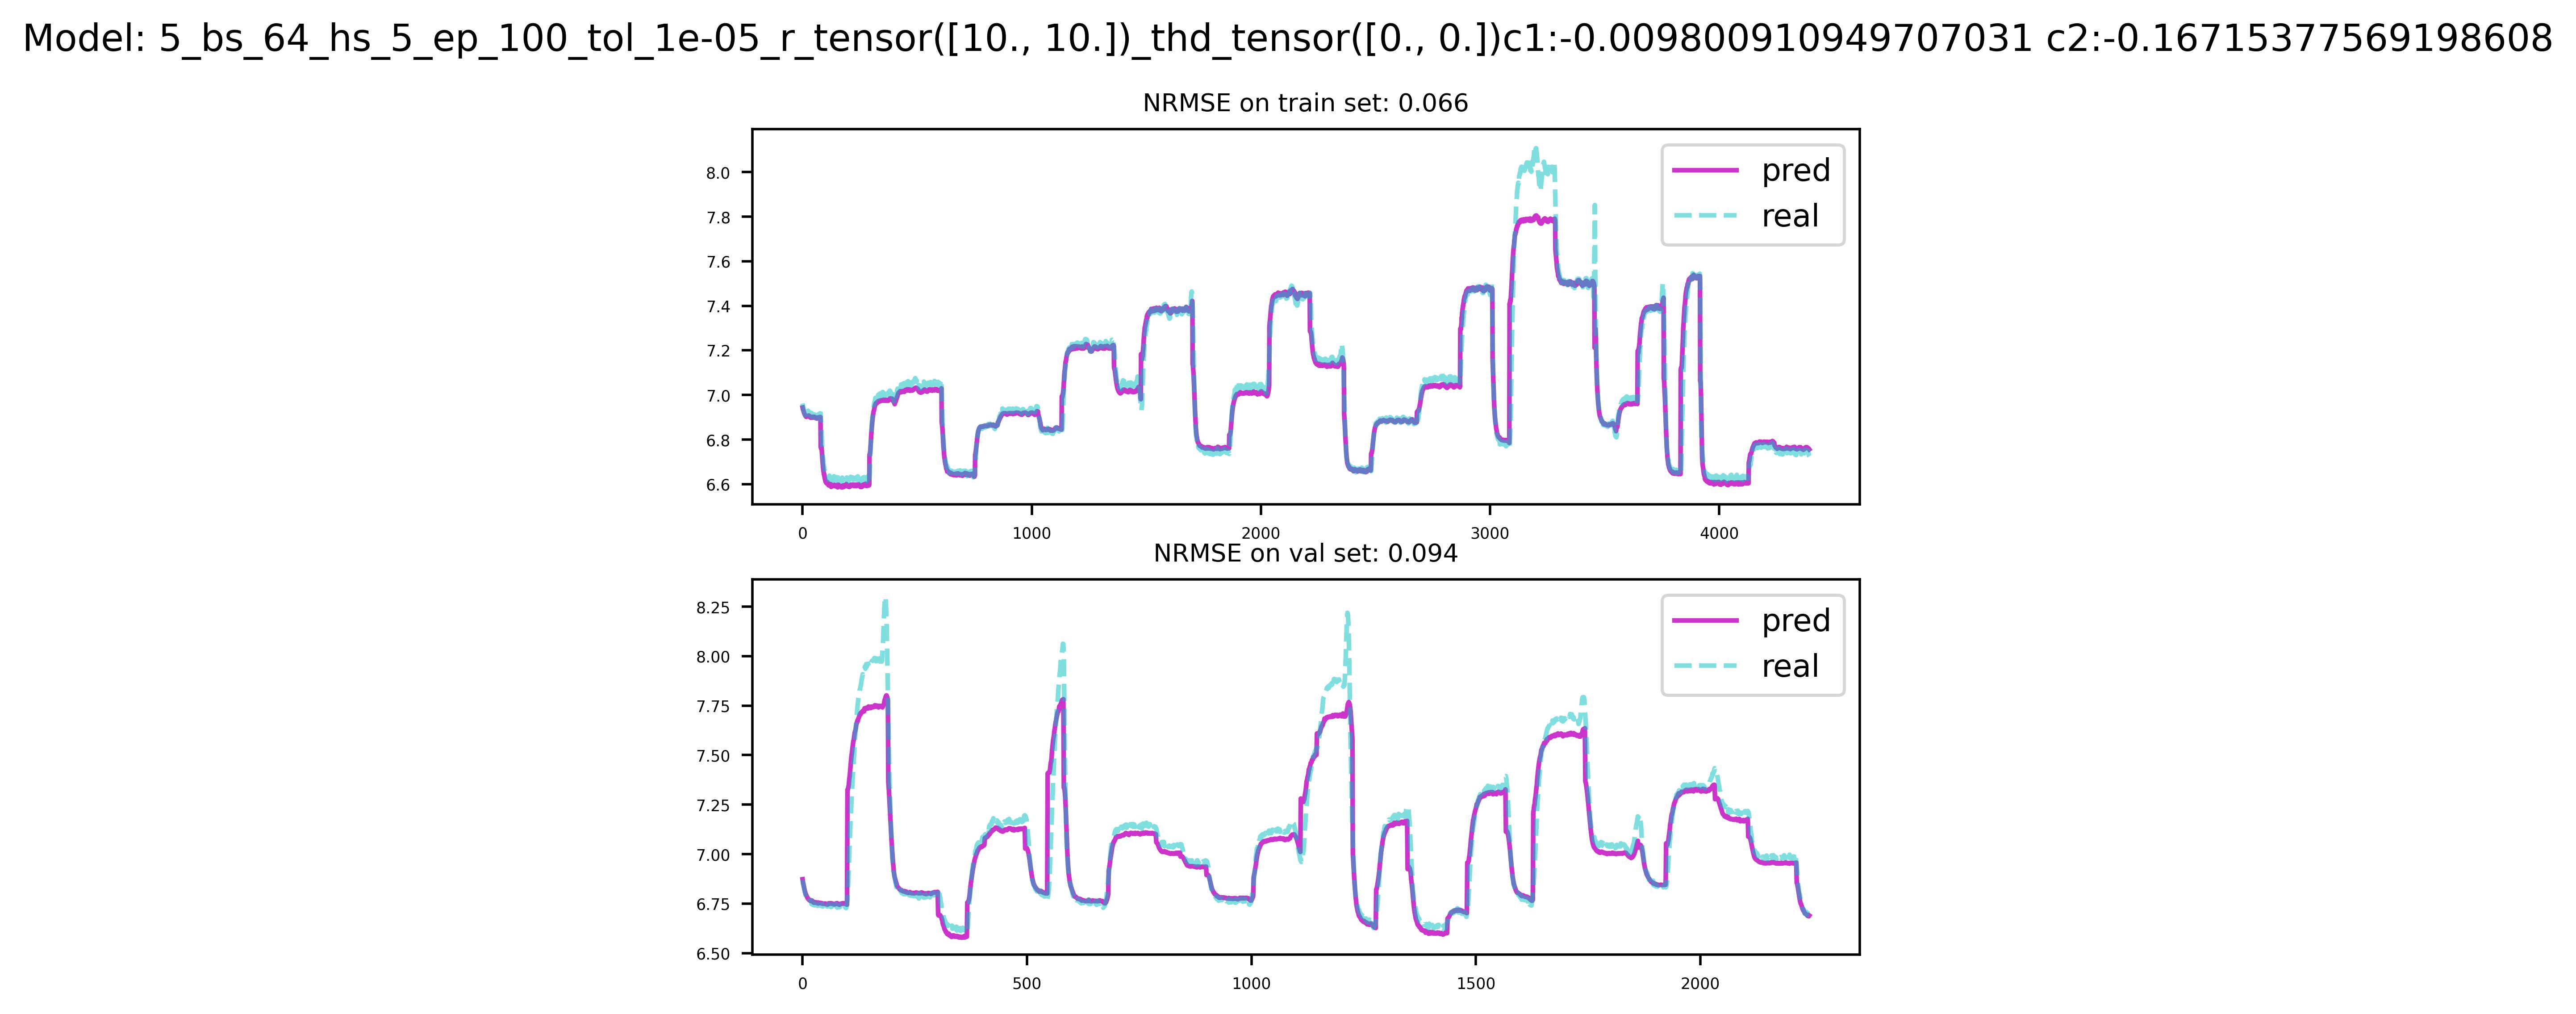 Model: 5_bs_64_hs_5_ep_100_tol_1e-05_r_tensor([10., 10.])_thd_tensor([0., 0.])c1:-0.009800910949707031 c2:-0.16715377569198608
NRMSE on train set: 0.066
pred
real
8.0
7.8
7.6
7.4
7.2
7.0
6.8
6.6
0 1000 2000 3000 4000
NRMSE on val set: 0.094
pred
real
8.25
8.00
7.75
7.50
7.25
7.00
6.75
6.50
0 500 1000 1500 2000